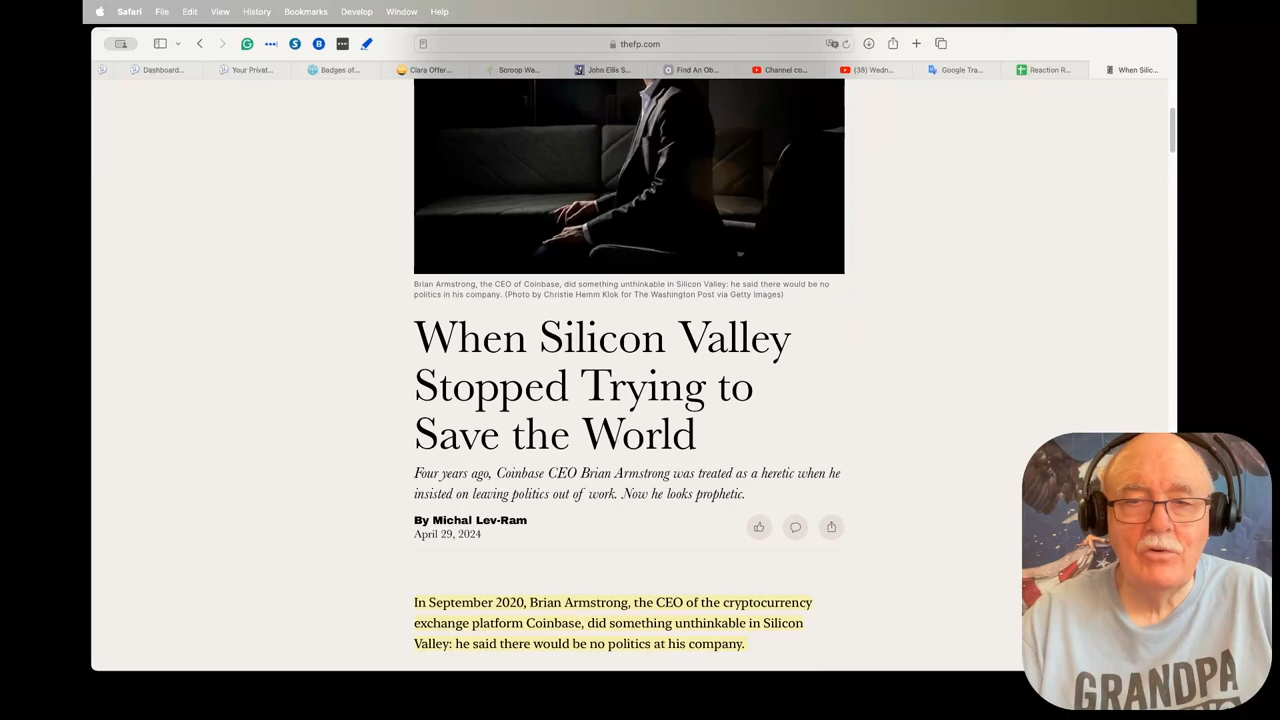 Safari File Edit View History Bookmarks Develop Window Help
thefp.com
Dashboard... Your Privat... Badges of... Clara Offer... Scroop We... John Ellis S... Find An Ob... Channel co... (38) Wedn... Google Tra... Reaction R... When Silic...
Brian Armstrong, the CEO of Coinbase, did something unthinkable in Silicon Valley: he said there would be no
politics in his company. (Photo by Christie Hemm Klok for The Washington Post via Getty Images)
When Silicon Valley
Stopped Trying to
Save the World
Four years ago, Coinbase CEO Brian Armstrong was treated as a heretic when he
insisted on leaving politics out of work. Now he looks prophetic.
By Michal Lev-Ram
April 29, 2024
In September 2020, Brian Armstrong, the CEO of the cryptocurrency
exchange platform Coinbase, did something unthinkable in Silicon
Valley: he said there would be no politics at his company.
GRANDPA